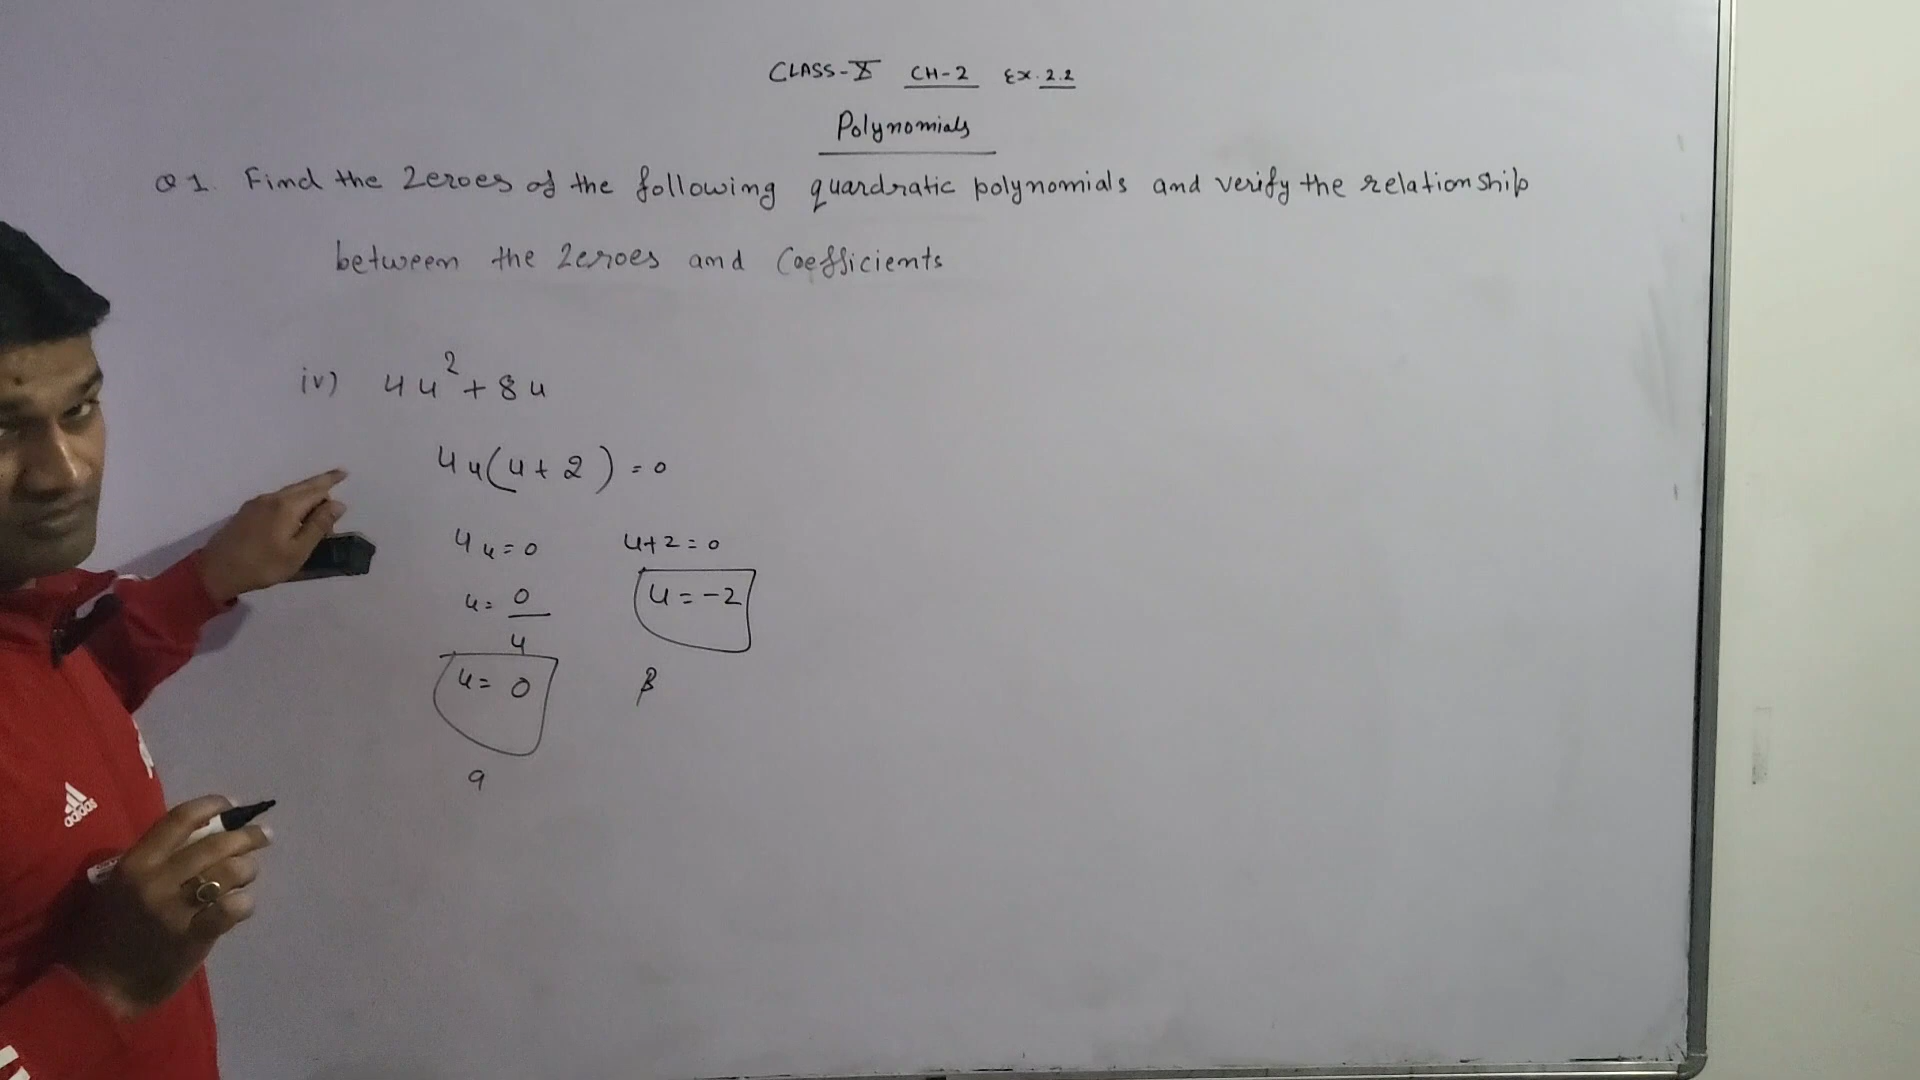 CLASS-X CH-2 Ex. 2.2
Polynomials
Q 1. Find the Zeroes of the following quardratic polynomials and verify the relationship
between the Zeroes and Coefficients
iv) 4u²+8u
4u(u+2)=0
4u=0 u+2=0
u=0/4 u=-2
u=0 β
a
adidas